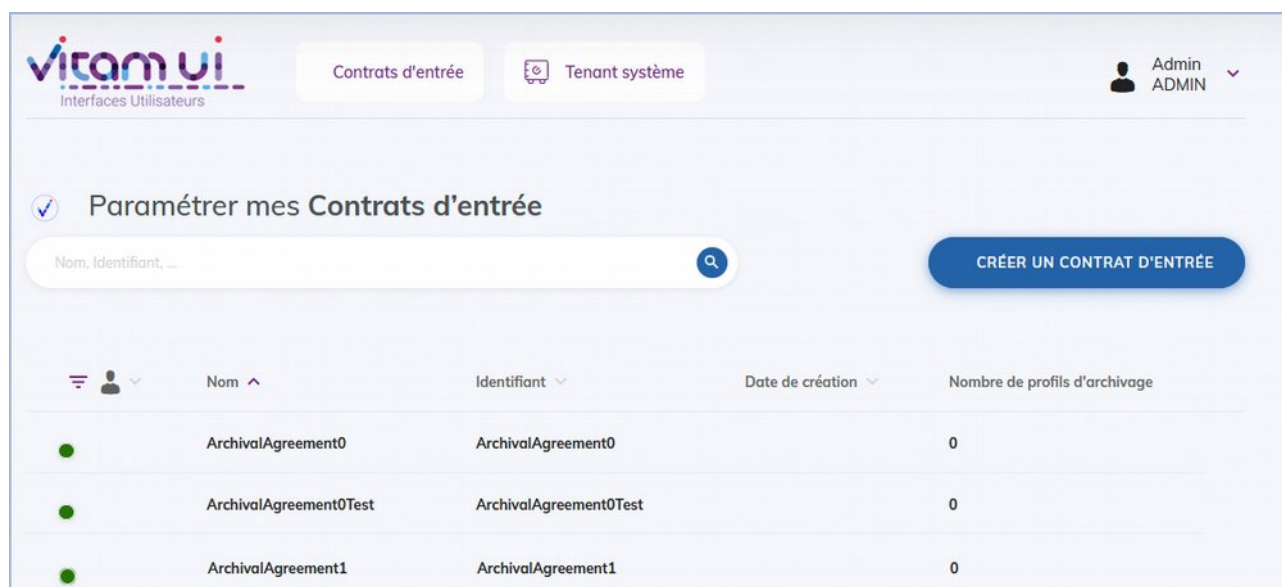 vitam ui
Interfaces Utilisateurs
Contrats d'entrée
Tenant système
Admin
ADMIN
Paramétrer mes Contrats d’entrée
Nom, Identifiant, ...
CRÉER UN CONTRAT D'ENTRÉE
Nom Identifiant Date de création Nombre de profils d'archivage
ArchivalAgreement0 ArchivalAgreement0 0
ArchivalAgreement0Test ArchivalAgreement0Test 0
ArchivalAgreement1 ArchivalAgreement1 0